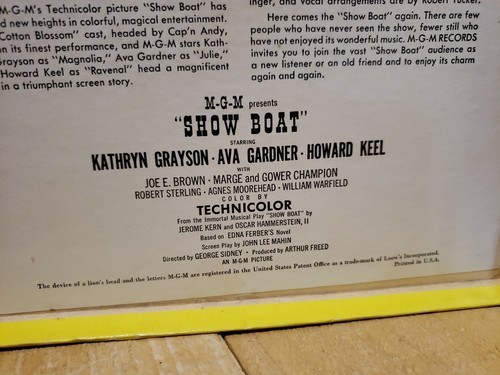 M-G-M's Technicolor picture "Show Boat" has
d new heights in colorful, magical entertainment.
Cotton Blossom" cast, headed by Cap'n Andy,
on its finest performance, and M-G-M stars Kath-
Grayson as "Magnolia," Ava Gardner as "Julie,"
Howard Keel as "Ravenal" head a magnificent
in a triumphant screen story.
inger, and vocal arrangements are by Robert Tucker.
Here comes the "Show Boat" again. There are few
people who have never seen the show, fewer still who
have not enjoyed its wonderful music. M-G-M RECORDS
invites you to join the vast "Show Boat" audience as
a new listener or an old friend and to enjoy its charm
again and again.
M-G-M presents
"SHOW BOAT"
STARRING
KATHRYN GRAYSON · AVA GARDNER · HOWARD KEEL
WITH
JOE E. BROWN · MARGE and GOWER CHAMPION
ROBERT STERLING · AGNES MOOREHEAD · WILLIAM WARFIELD
COLOR BY
TECHNICOLOR
From the Immortal Musical Play "SHOW BOAT" by
JEROME KERN and OSCAR HAMMERSTEIN, II
Based on EDNA FERBER'S Novel
Screen Play by JOHN LEE MAHIN
Directed by GEORGE SIDNEY · Produced by ARTHUR FREED
AN M-G-M PICTURE
The device of a lion's head and the letters M-G-M are registered in the United States Patent Office as a trademark of Loew's Incorporated.
Printed in U.S.A.